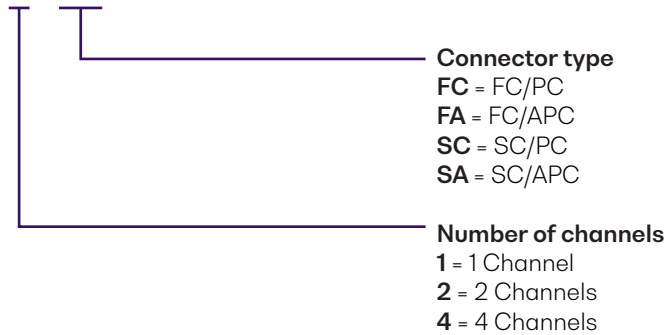 Connector type
FC = FC/PC
FA = FC/APC
SC = SC/PC
SA = SC/APC
Number of channels
1 = 1 Channel
2 = 2 Channels
4 = 4 Channels